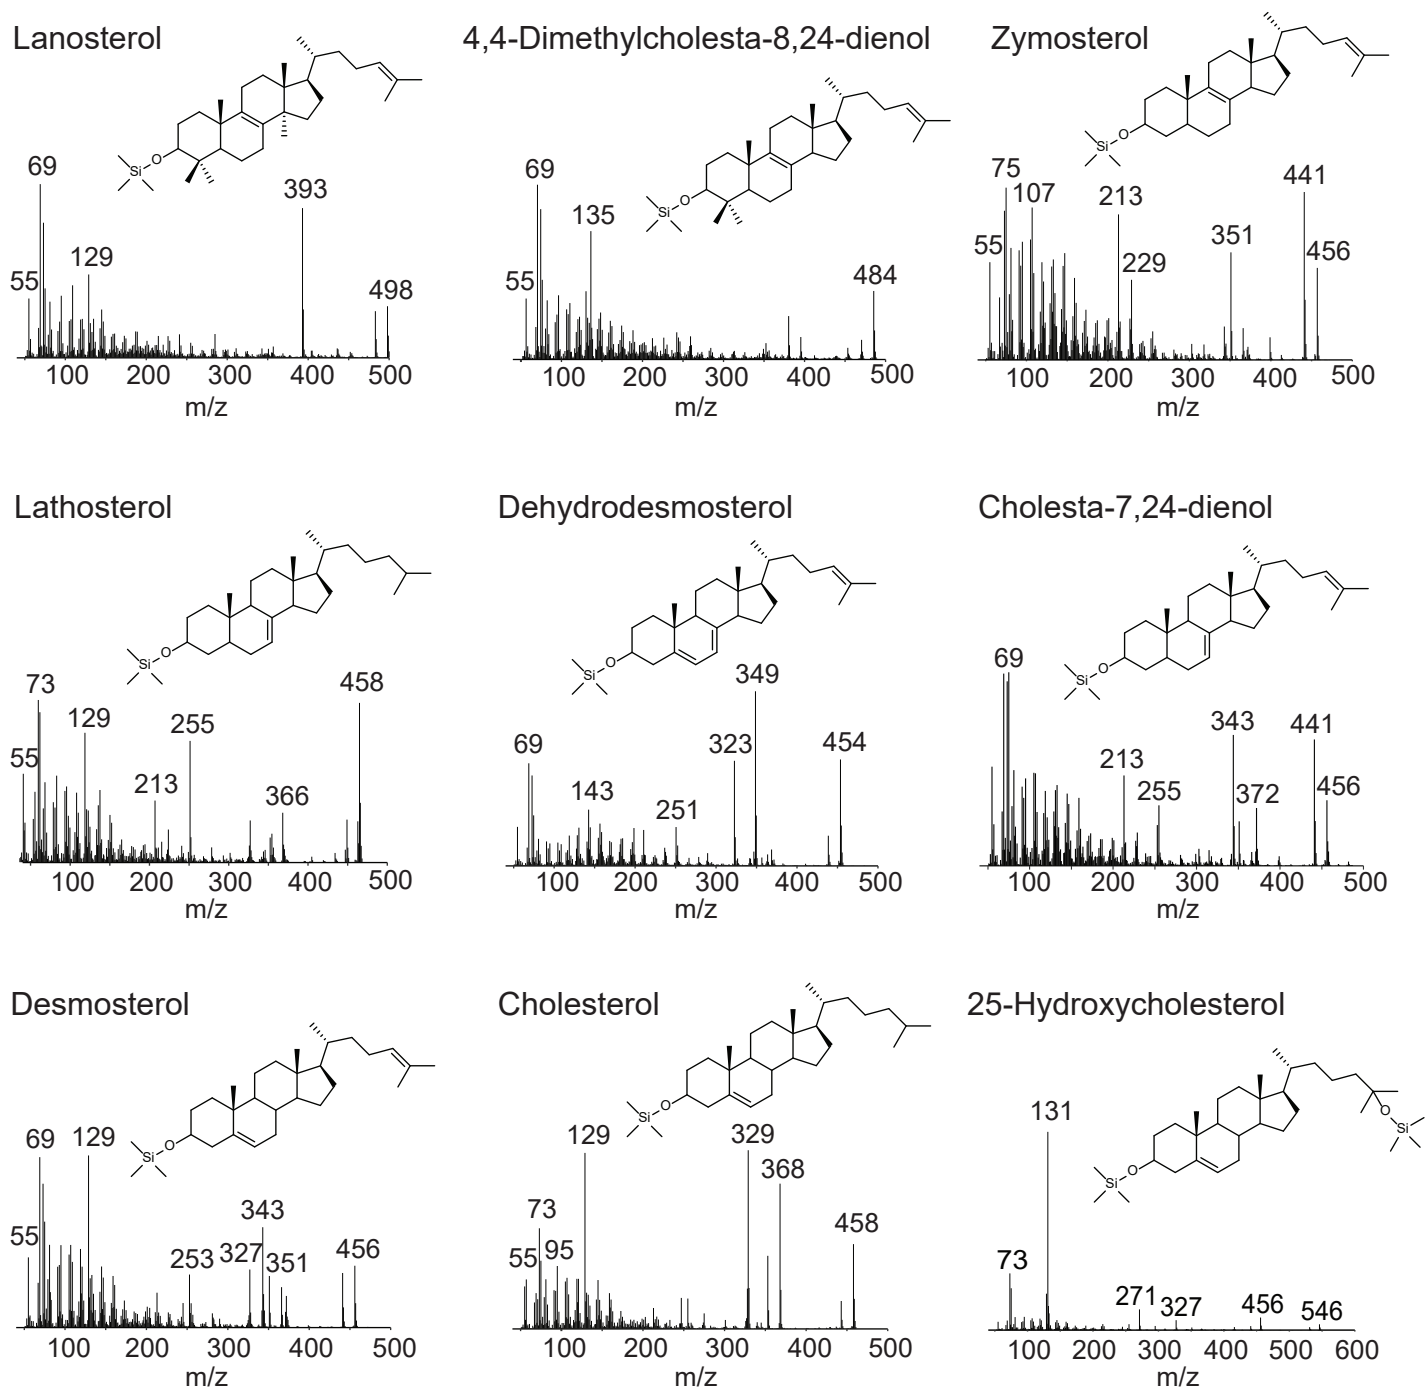 Lanosterol
4,4-Dimethylcholesta-8,24-dienol
Zymosterol
Si
O
69
393
129
55
498
100 200 300 400 500
m/z
Si
O
69
135
55
484
100 200 300 400 500
m/z
Si
O
75
107
213
441
351
55
229
456
100 200 300 400 500
m/z
Lathosterol
Dehydrodesmosterol
Cholesta-7,24-dienol
Si
O
73
458
129
255
55
213
366
100 200 300 400 500
m/z
Si
O
349
69
323
454
143
251
100 200 300 400 500
m/z
Si
O
69
343
441
213
255
372
456
100 200 300 400 500
m/z
Desmosterol
Cholesterol
25-Hydroxycholesterol
Si
O
69
129
343
55
253
327
351
456
100 200 300 400 500
m/z
Si
O
129
329
368
73
458
55
95
100 200 300 400 500
m/z
O
Si
Si
O
131
73
271
327
456
546
100 200 300 400 500 600
m/z